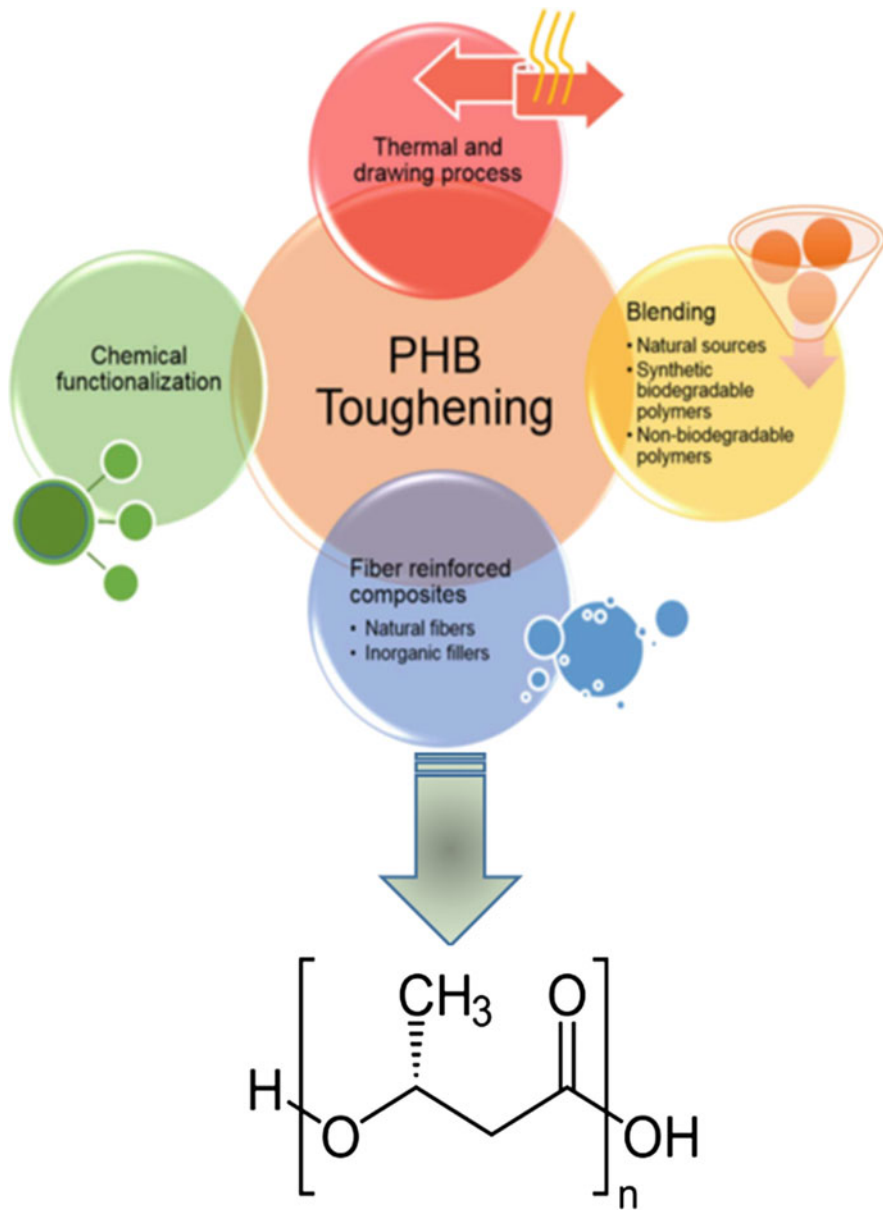 Thermal and
drawing process
Blending
• Natural sources
• Synthetic
biodegradable
polymers
• Non-biodegradable
polymers
Chemical
functionalization
PHB
Toughening
Fiber reinforced
composites
• Natural fibers
• Inorganic fillers
CH3
O
H
O
OH
n